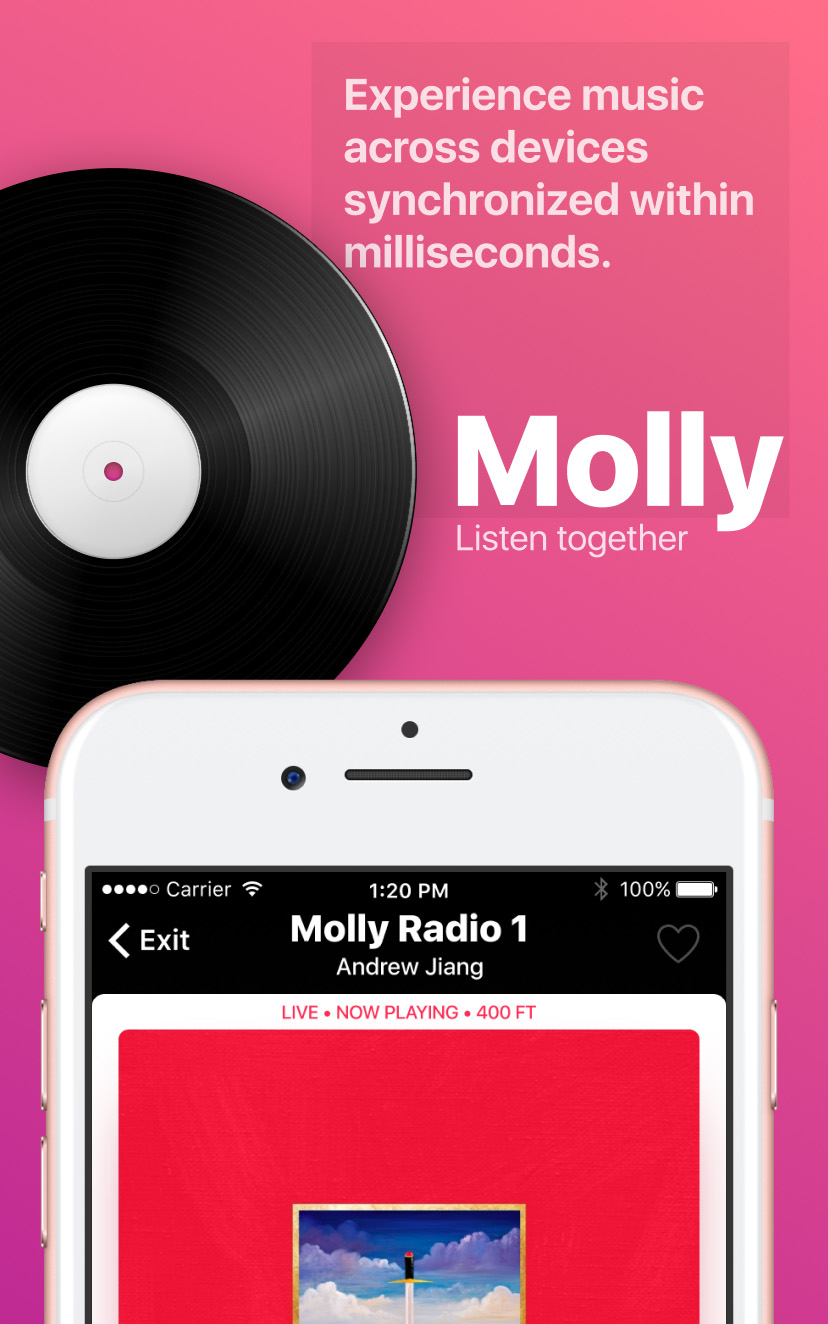 Experience music
across devices
synchronized within
milliseconds.
Molly
Listen together
Carrier 1:20 PM 100%
Exit Molly Radio 1
Andrew Jiang
LIVE • NOW PLAYING • 400 FT